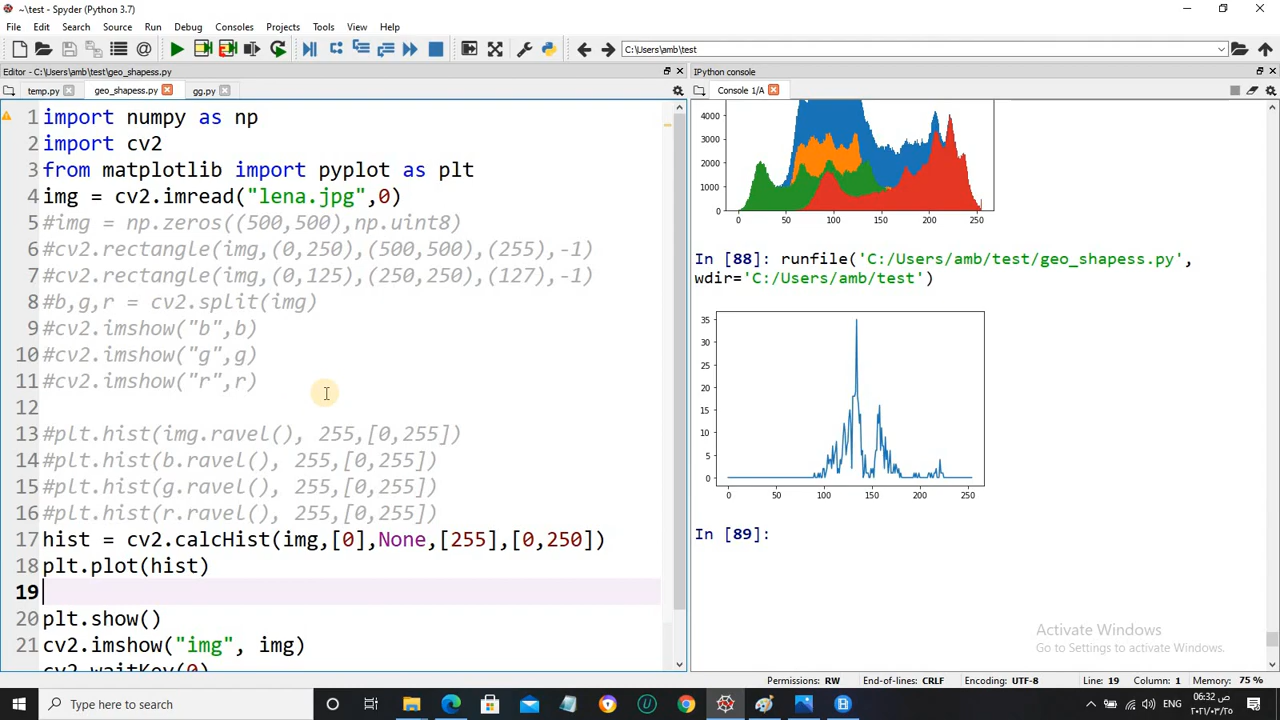 ~\test - Spyder (Python 3.7)
File Edit Search Run Debug Consoles Projects Tools View Help
C:\Users\amb\test
Editor - C:\Users\amb\test\geo_shapess.py
temp.py geo_shapess.py gg.py
1 import numpy as np
2 import cv2
3 from matplotlib import pyplot as plt
4 img = cv2.imread("lena.jpg",0)
5 #img = np.zeros((500,500),np.uint8)
6 #cv2.rectangle(img,(0,250),(500,500),(255),-1)
7 #cv2.rectangle(img,(0,125),(250,250),(127),-1)
8 #b,g,r = cv2.split(img)
9 #cv2.imshow("b",b)
10 #cv2.imshow("g",g)
11 #cv2.imshow("r",r)
12
13 #plt.hist(img.ravel(), 255,[0,255])
14 #plt.hist(b.ravel(), 255,[0,255])
15 #plt.hist(g.ravel(), 255,[0,255])
16 #plt.hist(r.ravel(), 255,[0,255])
17 hist = cv2.calcHist(img,[0],None,[255],[0,250])
18 plt.plot(hist)
19
20 plt.show()
21 cv2.imshow("img", img)
cv2.waitKey(0)
IPython console
Console 1/A
4000
3000
2000
1000
0
0 50 100 150 200 250
In [88]: runfile('C:/Users/amb/test/geo_shapess.py',
wdir='C:/Users/amb/test')
35
30
25
20
15
10
5
0
0 50 100 150 200 250
In [89]:
Activate Windows
Go to Settings to activate Windows.
Permissions: RW End-of-lines: CRLF Encoding: UTF-8 Line: 19 Column: 1 Memory: 75 %
Type here to search
ENG
06:32 ص
٢٠٢١/٠٣/٢٥